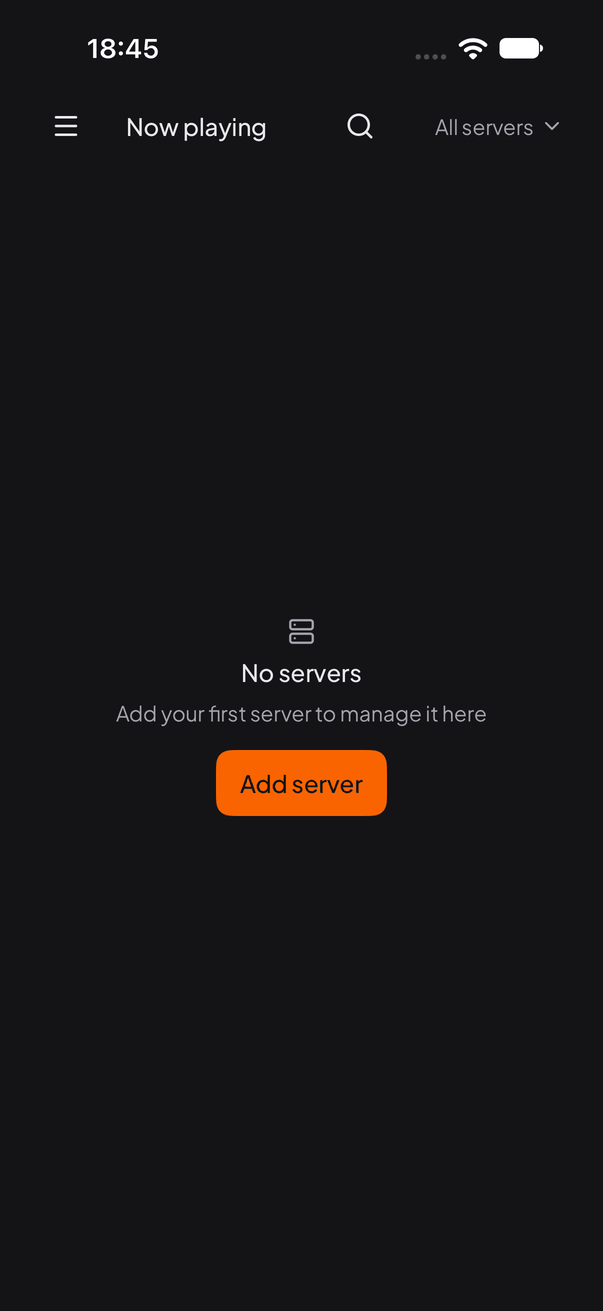 18:45
Now playing
All servers
No servers
Add your first server to manage it here
Add server